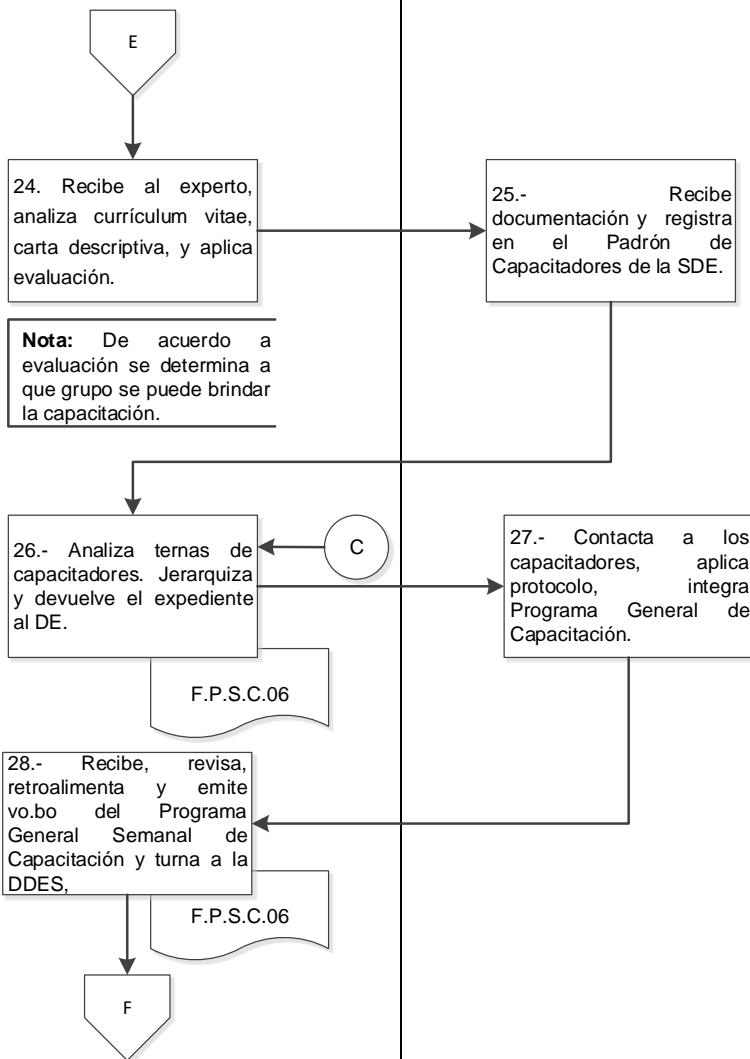 E
24. Recibe al experto,
analiza currículum vitae,
carta descriptiva, y aplica
evaluación.
25.- Recibe
documentación y registra
en el Padrón de
Capacitadores de la SDE.
Nota: De acuerdo a
evaluación se determina a
que grupo se puede brindar
la capacitación.
26.- Analiza ternas de
capacitadores. Jerarquiza
y devuelve el expediente
al DE.
C
27.- Contacta a los
capacitadores, aplica
protocolo, integra
Programa General de
Capacitación.
F.P.S.C.06
28.- Recibe, revisa,
retroalimenta y emite
vo.bo del Programa
General Semanal de
Capacitación y turna a la
DDES,
F.P.S.C.06
F